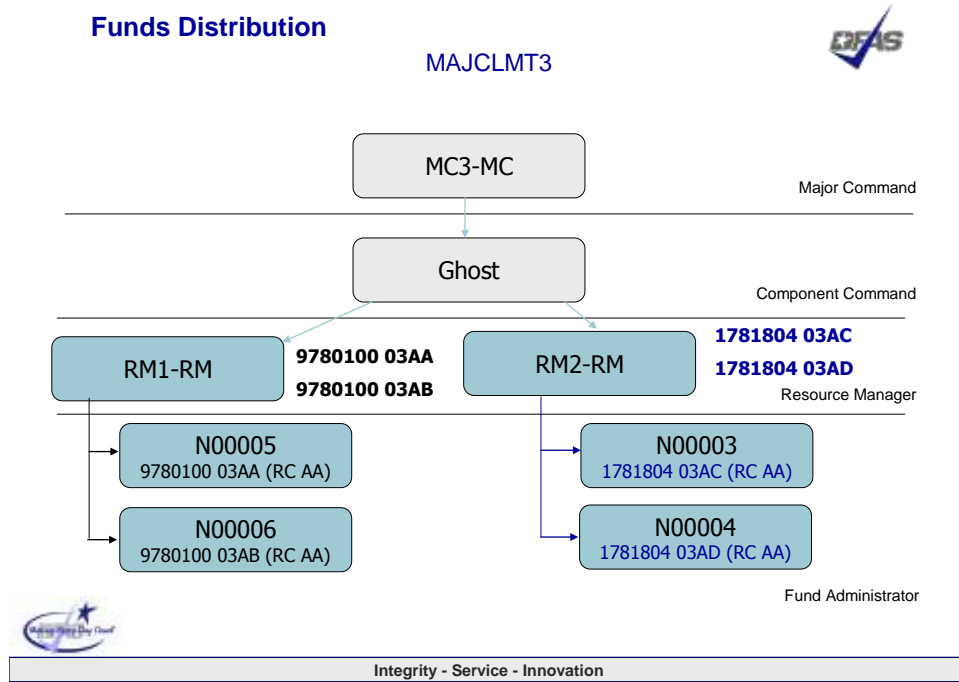 Funds Distribution
DFAS
MAJCLMT3
MC3-MC
Major Command
Ghost
Component Command
RM1-RM
9780100 03AA
9780100 03AB
RM2-RM
1781804 03AC
1781804 03AD
Resource Manager
N00005
9780100 03AA (RC AA)
N00003
1781804 03AC (RC AA)
N00006
9780100 03AB (RC AA)
N00004
1781804 03AD (RC AA)
Fund Administrator
Integrity - Service - Innovation